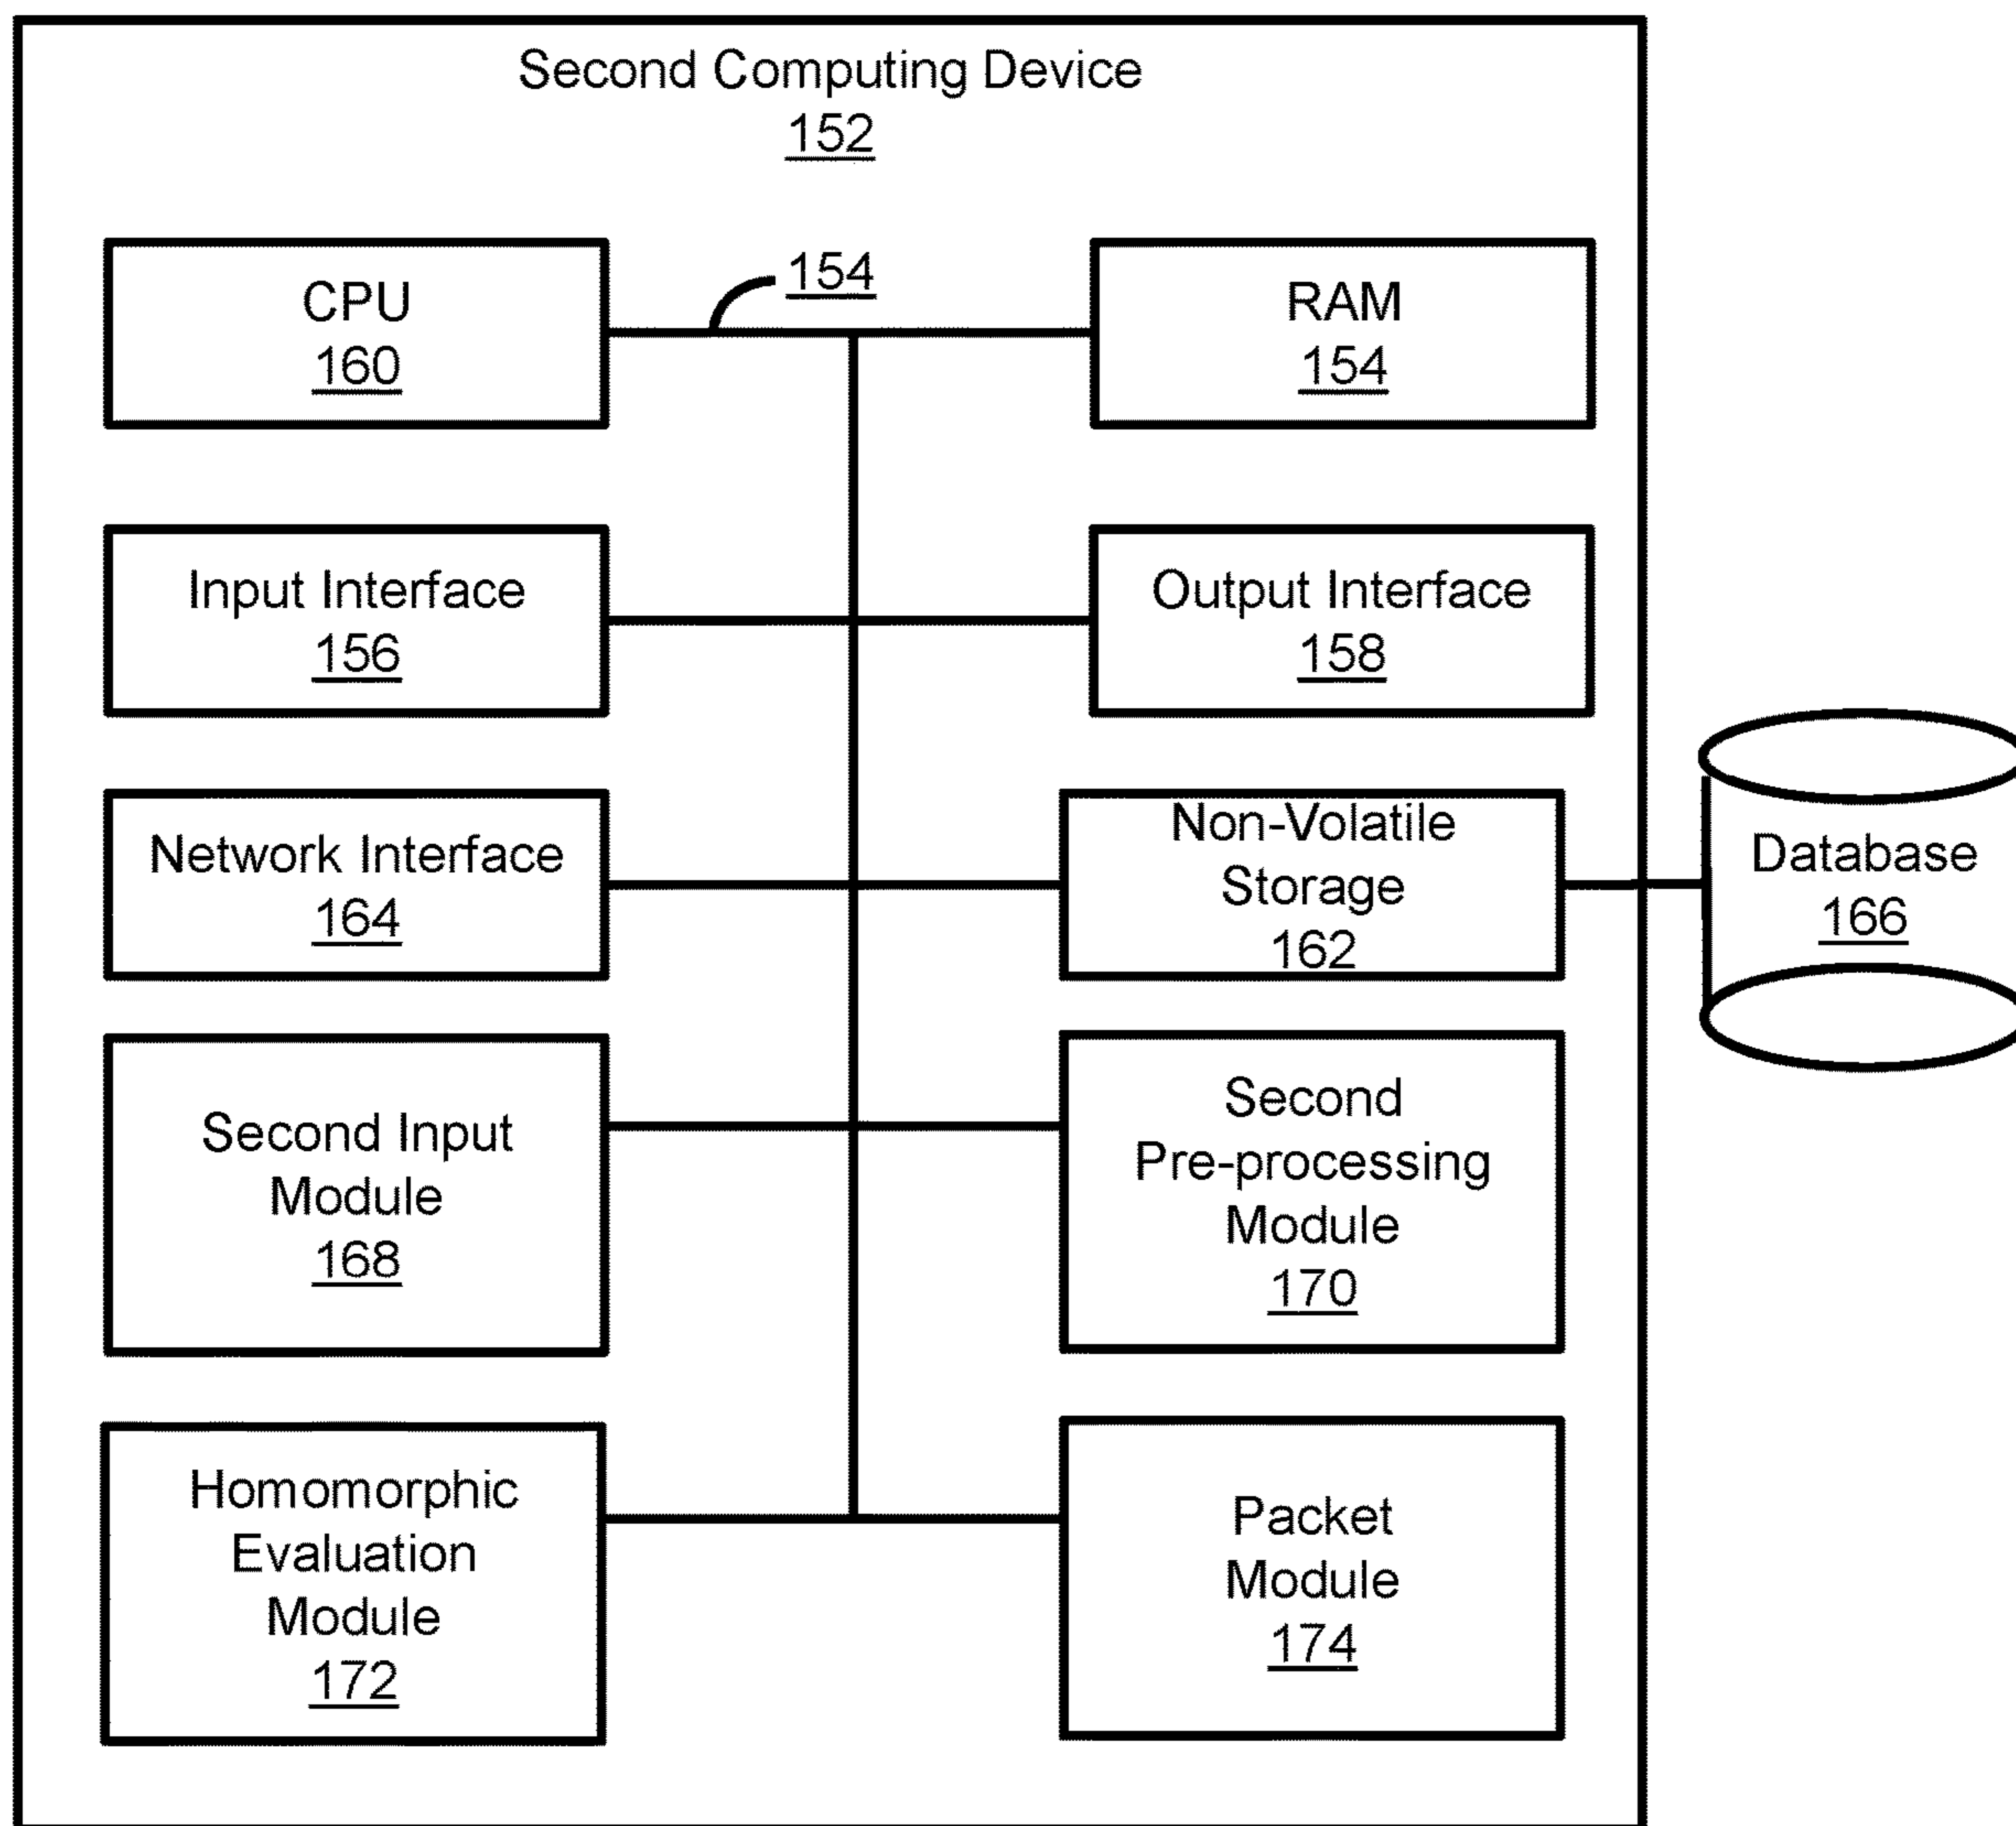 Second Computing Device
152
CPU
160
154
RAM
154
Input Interface
156
Output Interface
158
Network Interface
164
Non-Volatile
Storage
162
Database
166
Second Input
Module
168
Second
Pre-processing
Module
170
Homomorphic
Evaluation
Module
172
Packet
Module
174